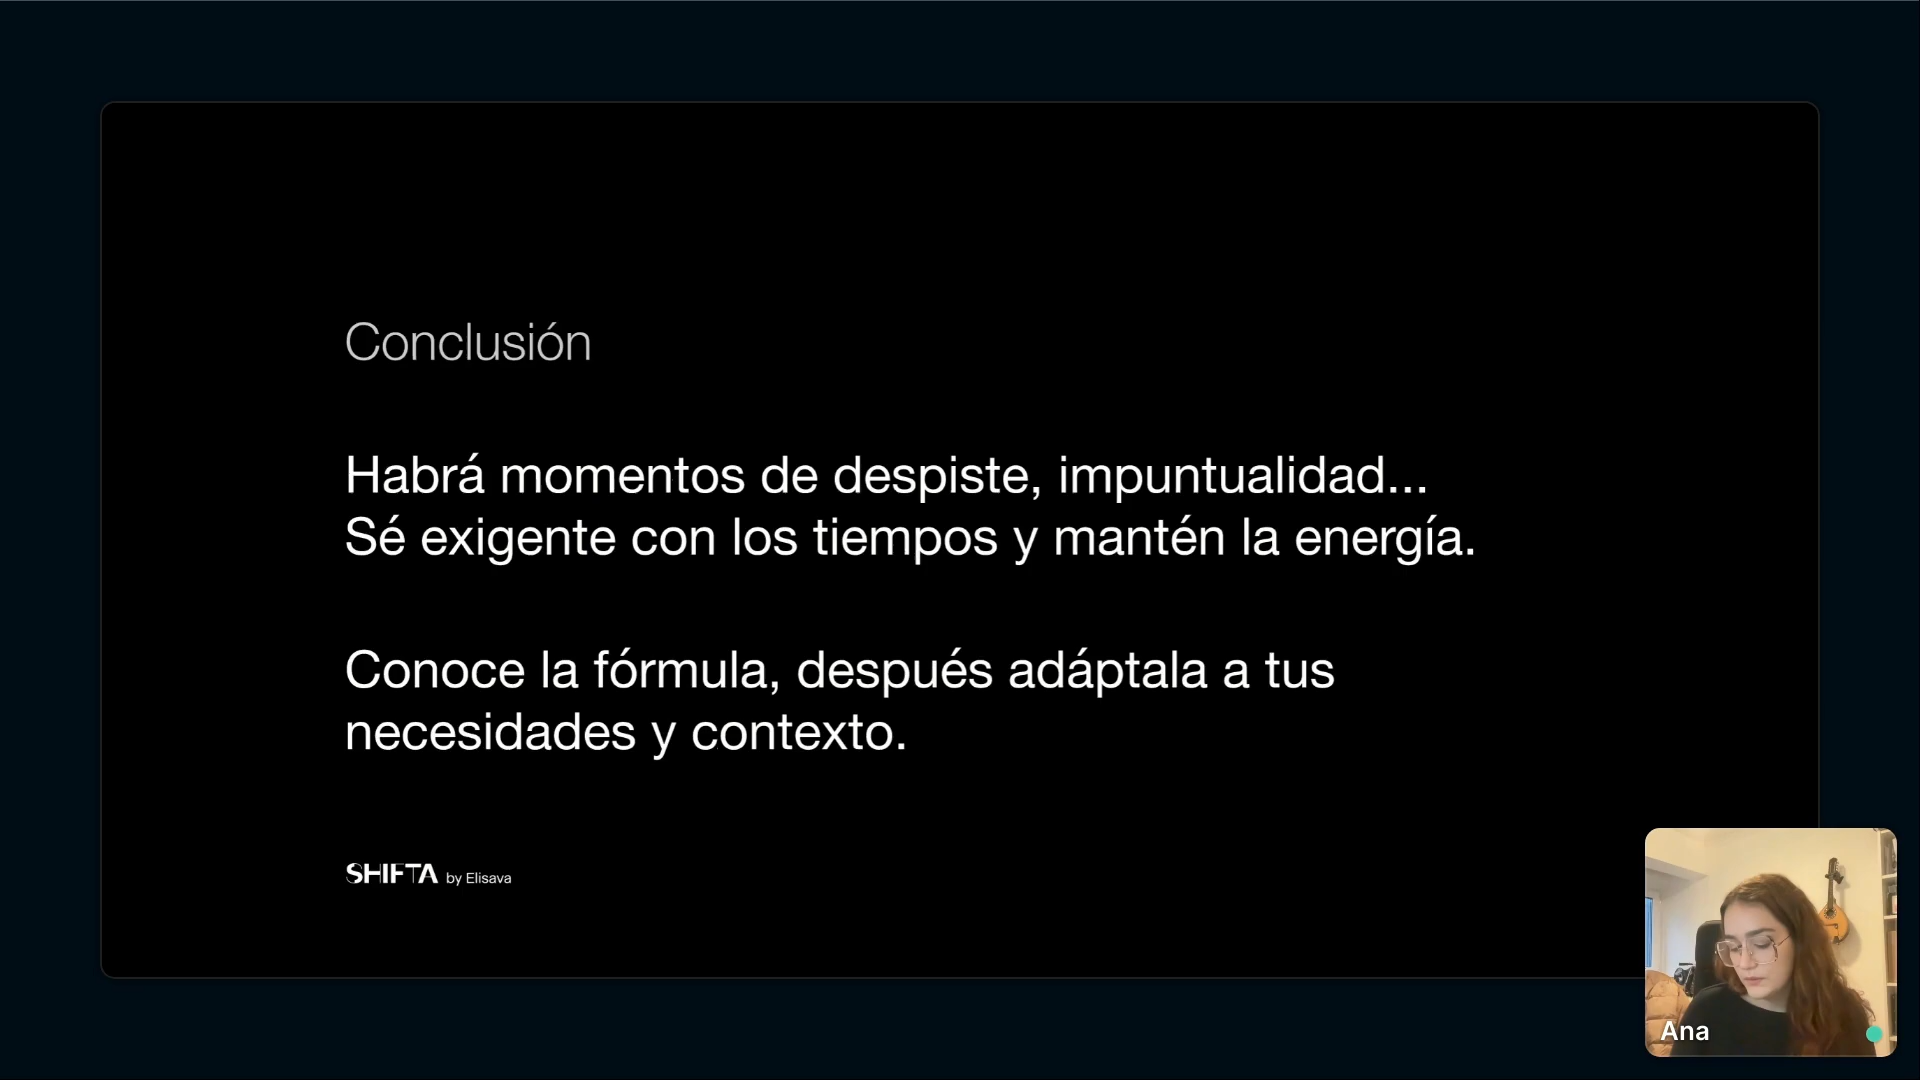 Conclusión
Habrá momentos de despiste, impuntualidad...
Sé exigente con los tiempos y mantén la energía.
Conoce la fórmula, después adáptala a tus
necesidades y contexto.
SHIFTA by Elisava
Ana